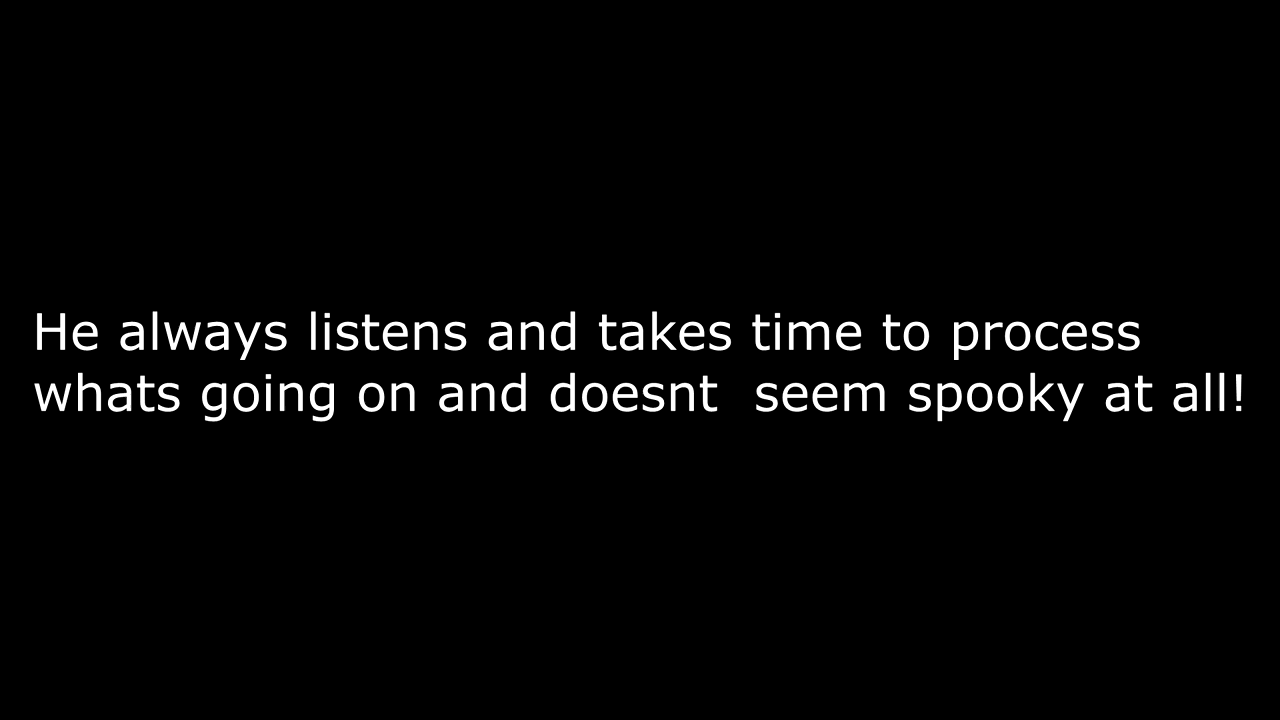 He always listens and takes time to process
whats going on and doesnt  seem spooky at all!